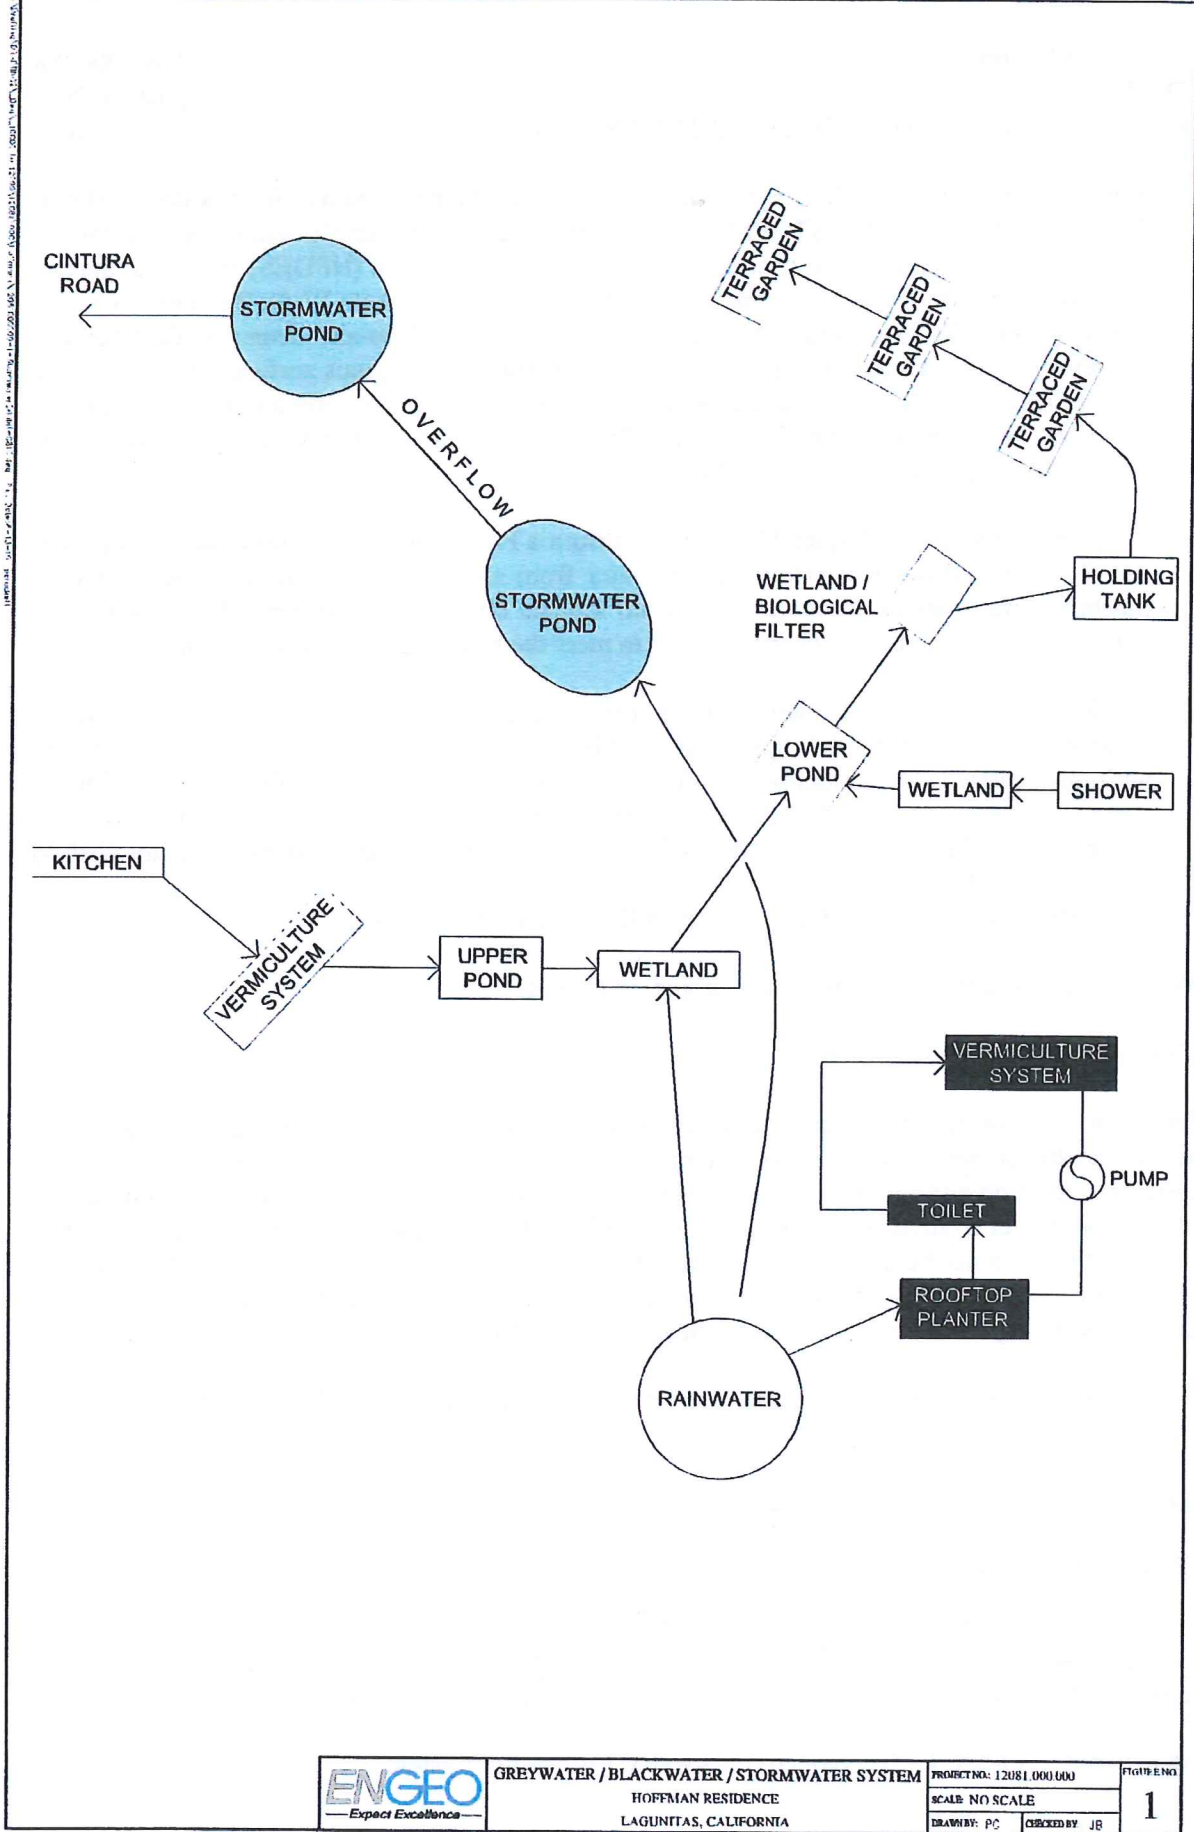 CINTURA
ROAD
STORMWATER
POND
OVERFLOW
STORMWATER
POND
TERRACED
GARDEN
TERRACED
GARDEN
TERRACED
GARDEN
HOLDING
TANK
WETLAND /
BIOLOGICAL
FILTER
LOWER
POND
WETLAND
SHOWER
KITCHEN
VERMICULTURE
SYSTEM
UPPER
POND
WETLAND
VERMICULTURE
SYSTEM
PUMP
TOILET
ROOFTOP
PLANTER
RAINWATER
ENGEO
Expect Excellence
GREYWATER / BLACKWATER / STORMWATER SYSTEM
HOFFMAN RESIDENCE
LAGUNITAS, CALIFORNIA
PROJECT NO.: 12081.000.000
SCALE: NO SCALE
DRAWN BY: PC
CHECKED BY: JB
FIGURE NO.
1